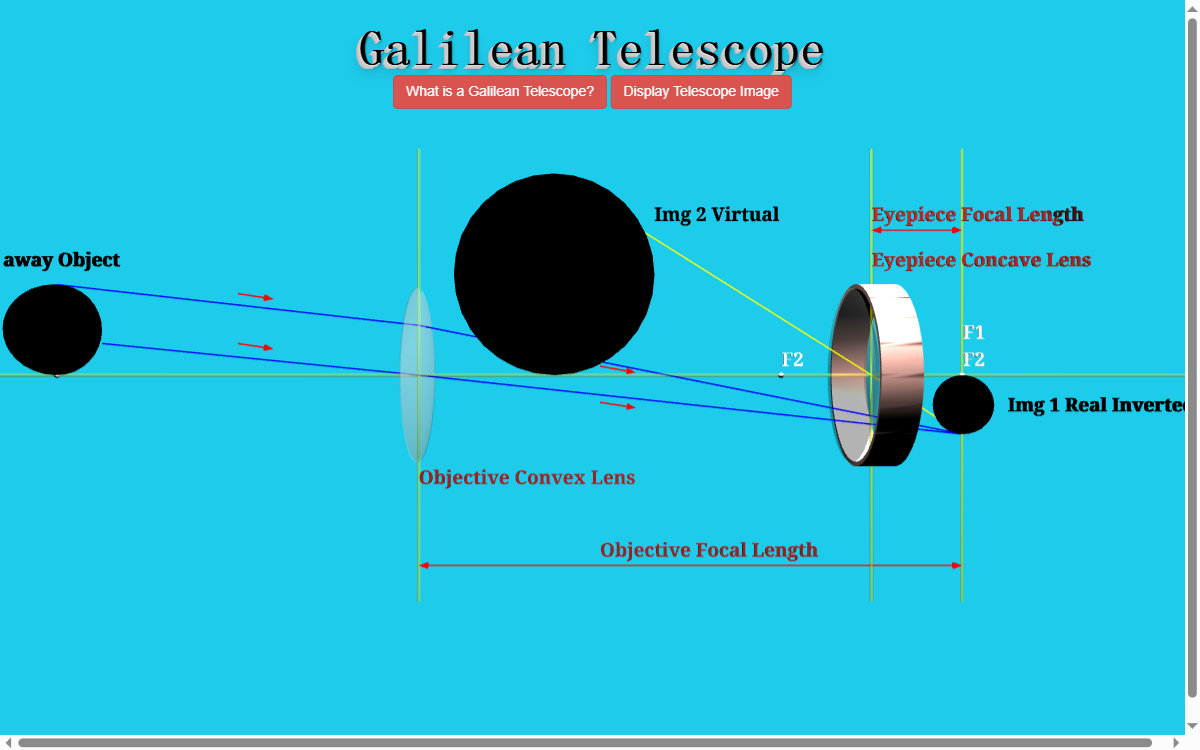 Galilean Telescope
What is a Galilean Telescope? Display Telescope Image
Img 2 Virtual
Eyepiece Focal Length
away Object
Eyepiece Concave Lens
F1
F2
F2
Img 1 Real Inverted
Objective Convex Lens
Objective Focal Length